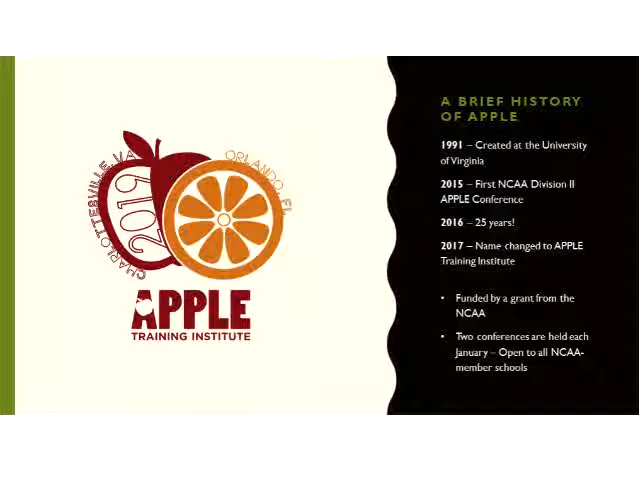 CHARLOTTESVILLE, VA
2019
ORLANDO, FL
APPLE
TRAINING INSTITUTE
A BRIEF HISTORY
OF APPLE
1991 – Created at the University
of Virginia
2015 – First NCAA Division II
APPLE Conference
2016 – 25 years!
2017 – Name changed to APPLE
Training Institute
• Funded by a grant from the
NCAA
• Two conferences are held each
January – Open to all NCAA-
member schools